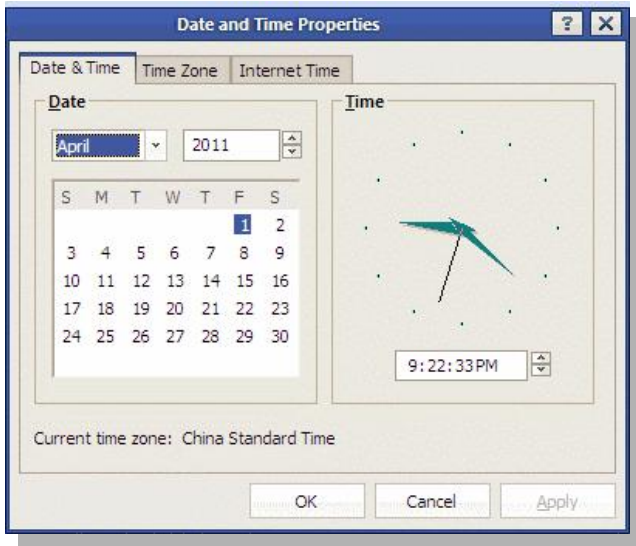 Date and Time Properties
Date & Time Time Zone Internet Time
Date
April 2011
S M T W T F S
1 2
3 4 5 6 7 8 9
10 11 12 13 14 15 16
17 18 19 20 21 22 23
24 25 26 27 28 29 30
Time
9:22:33PM
Current time zone: China Standard Time
OK Cancel Apply